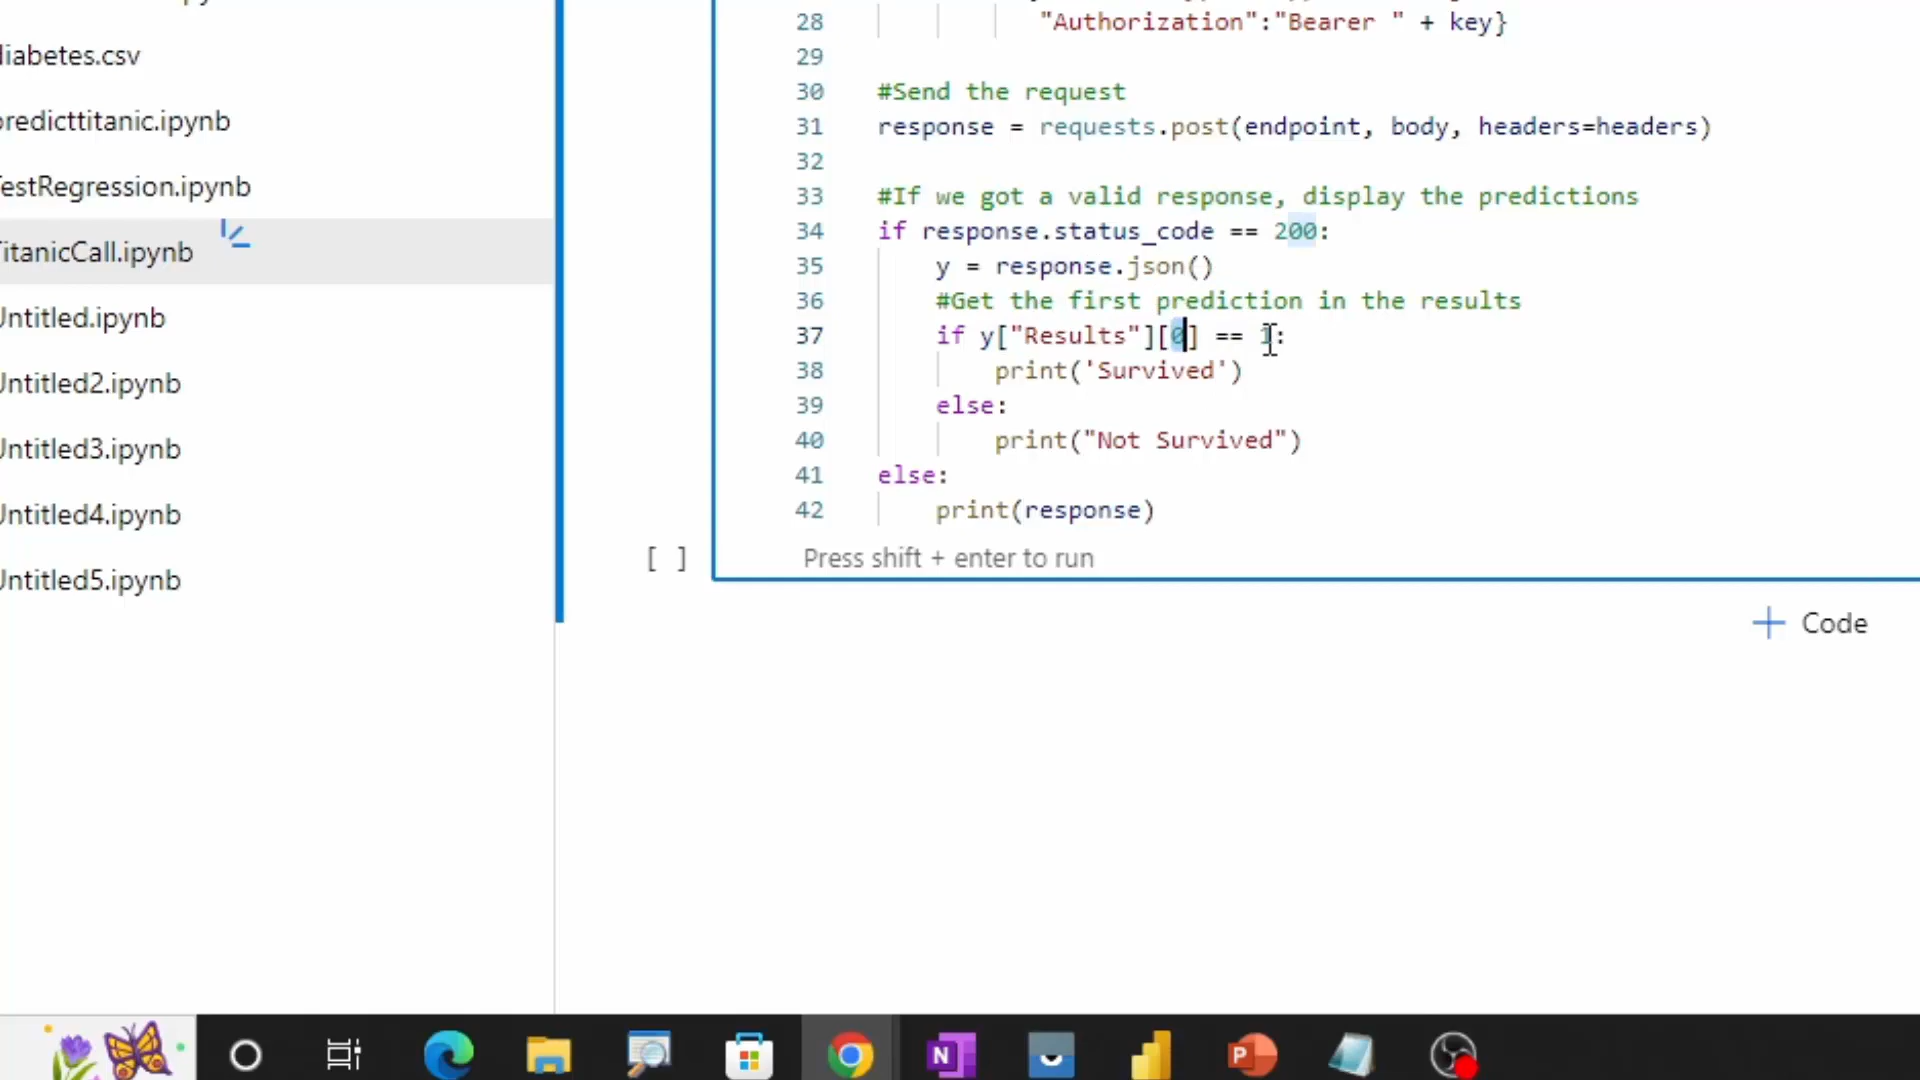 diabetes.csv
predicttitanic.ipynb
TestRegression.ipynb
TitanicCall.ipynb
Untitled.ipynb
Untitled2.ipynb
Untitled3.ipynb
Untitled4.ipynb
Untitled5.ipynb
28 "Authorization":"Bearer " + key}
29
30 #Send the request
31 response = requests.post(endpoint, body, headers=headers)
32
33 #If we got a valid response, display the predictions
34 if response.status_code == 200:
35 y = response.json()
36 #Get the first prediction in the results
37 if y["Results"][0] == 1:
38 print('Survived')
39 else:
40 print("Not Survived")
41 else:
42 print(response)
[ ] Press shift + enter to run
+ Code
N
P